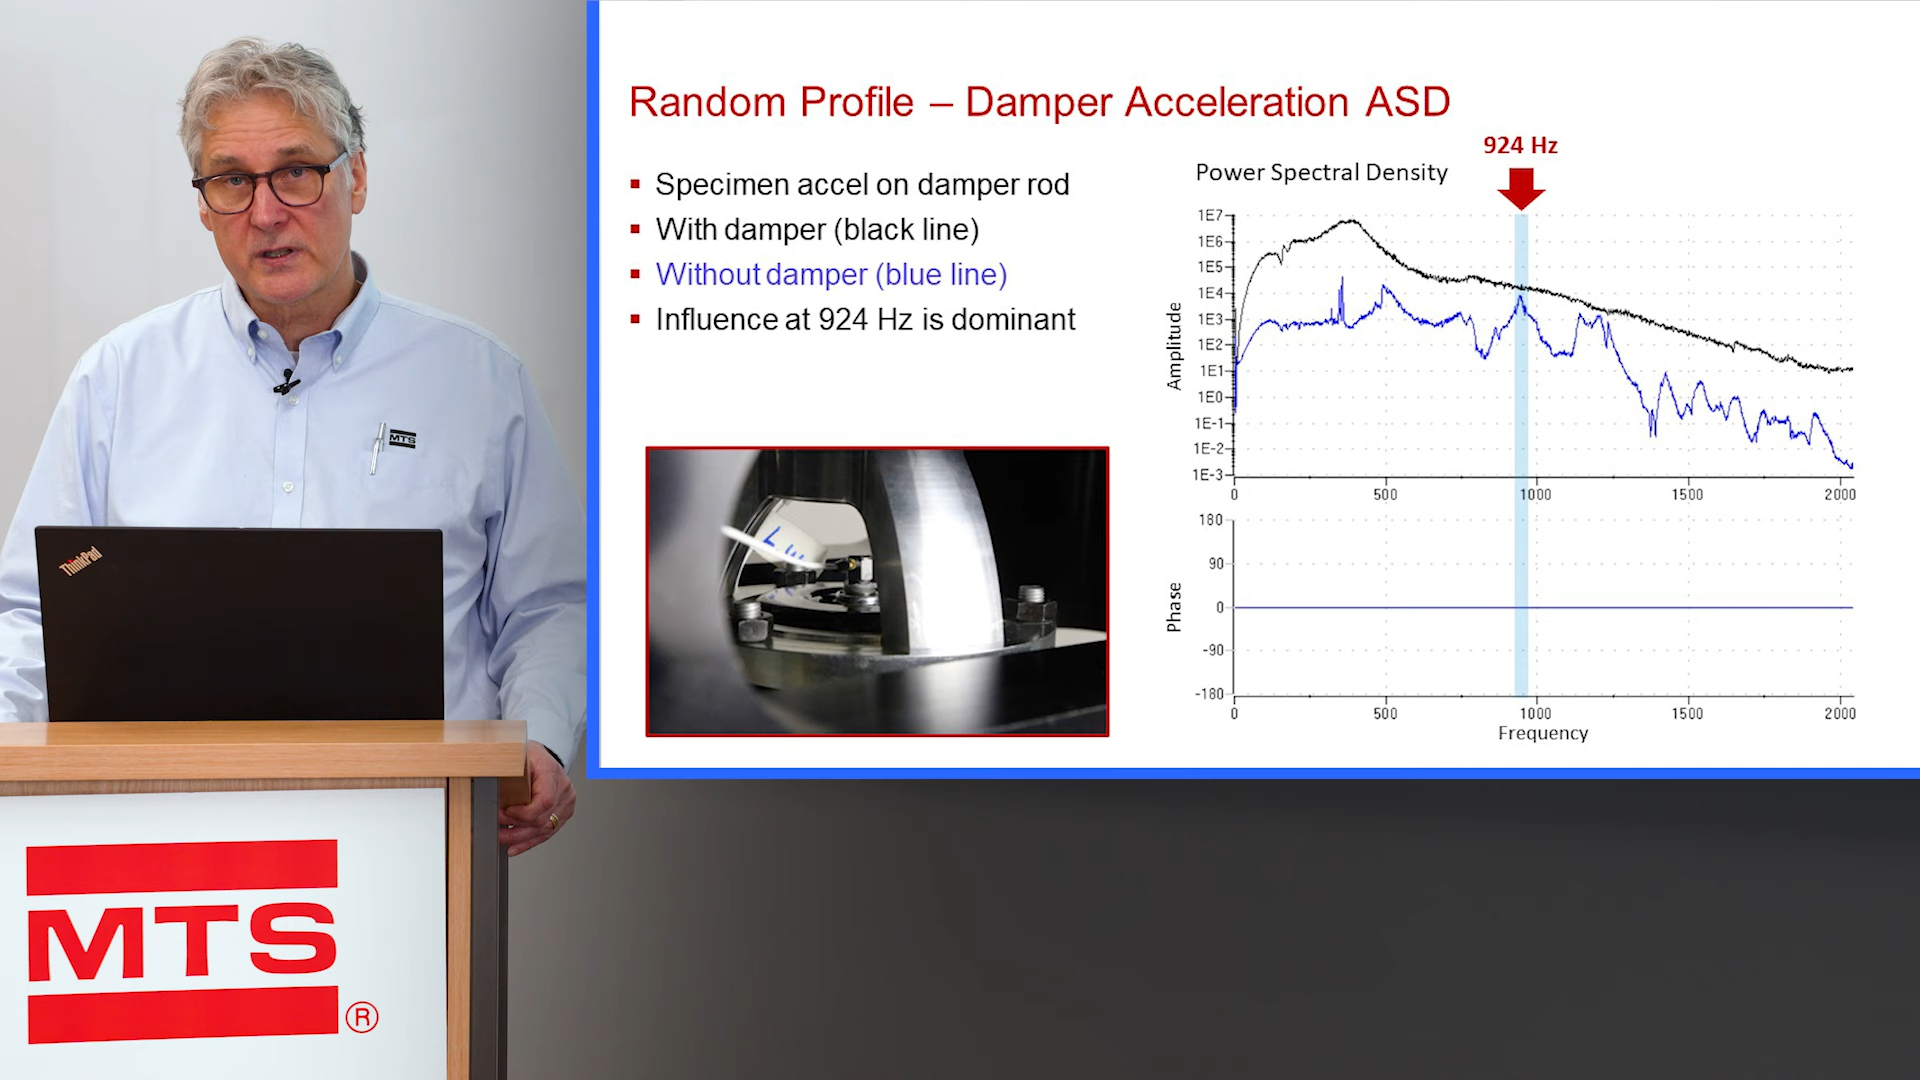 Random Profile – Damper Acceleration ASD
Specimen accel on damper rod
With damper (black line)
Without damper (blue line)
Influence at 924 Hz is dominant
924 Hz
Power Spectral Density
1E7
1E6
1E5
1E4
1E3
1E2
1E1
1E0
1E-1
1E-2
1E-3
Amplitude
0 500 1000 1500 2000
180
90
0
-90
-180
Phase
0 500 1000 1500 2000
Frequency
MTS
ThinkPad
MTS
®